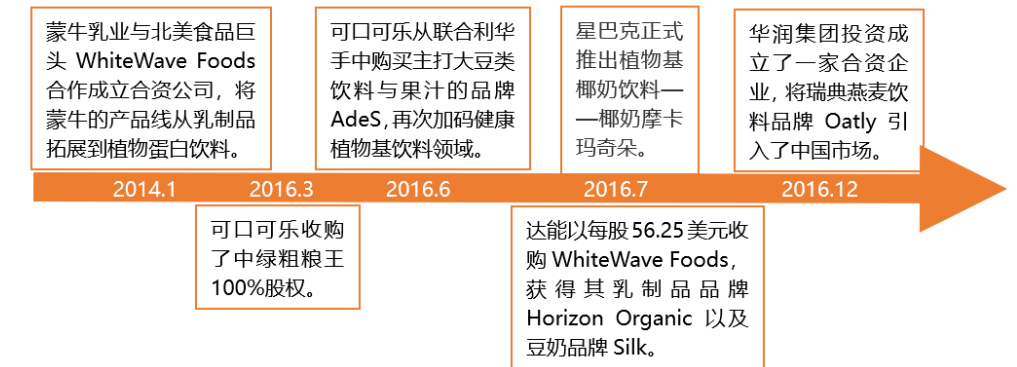 蒙牛乳业与北美食品巨
头 WhiteWave Foods
合作成立合资公司，将
蒙牛的产品线从乳制品
拓展到植物蛋白饮料。
可口可乐从联合利华
手中购买主打大豆类
饮料与果汁的品牌
AdeS，再次加码健康
植物基饮料领域。
星巴克正式
推出植物基
椰奶饮料—
—椰奶摩卡
玛奇朵。
华润集团投资成
立了一家合资企
业，将瑞典燕麦饮
料品牌 Oatly 引
入了中国市场。
2014.1 2016.3 2016.6 2016.7 2016.12
可口可乐收购
了中绿粗粮王
100%股权。
达能以每股 56.25 美元收
购 WhiteWave Foods，
获得其乳制品品牌
Horizon Organic 以及
豆奶品牌 Silk。